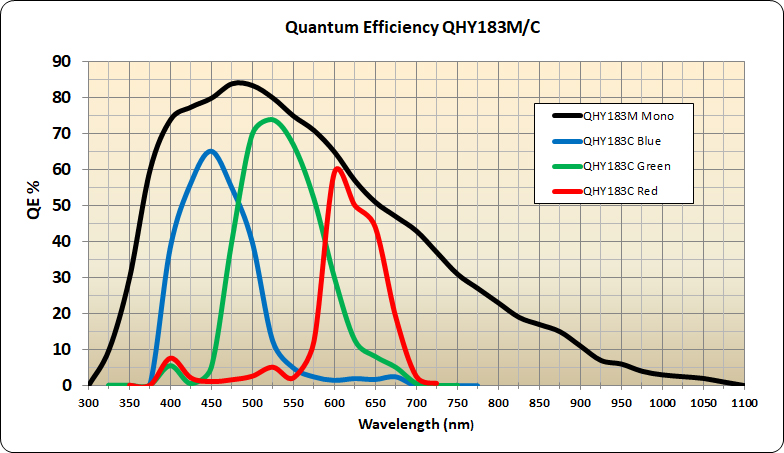 Quantum Efficiency QHY183M/C
QE %
90
80
70
60
50
40
30
20
10
0
QHY183M Mono
QHY183C Blue
QHY183C Green
QHY183C Red
300 350 400 450 500 550 600 650 700 750 800 850 900 950 1000 1050 1100
Wavelength (nm)